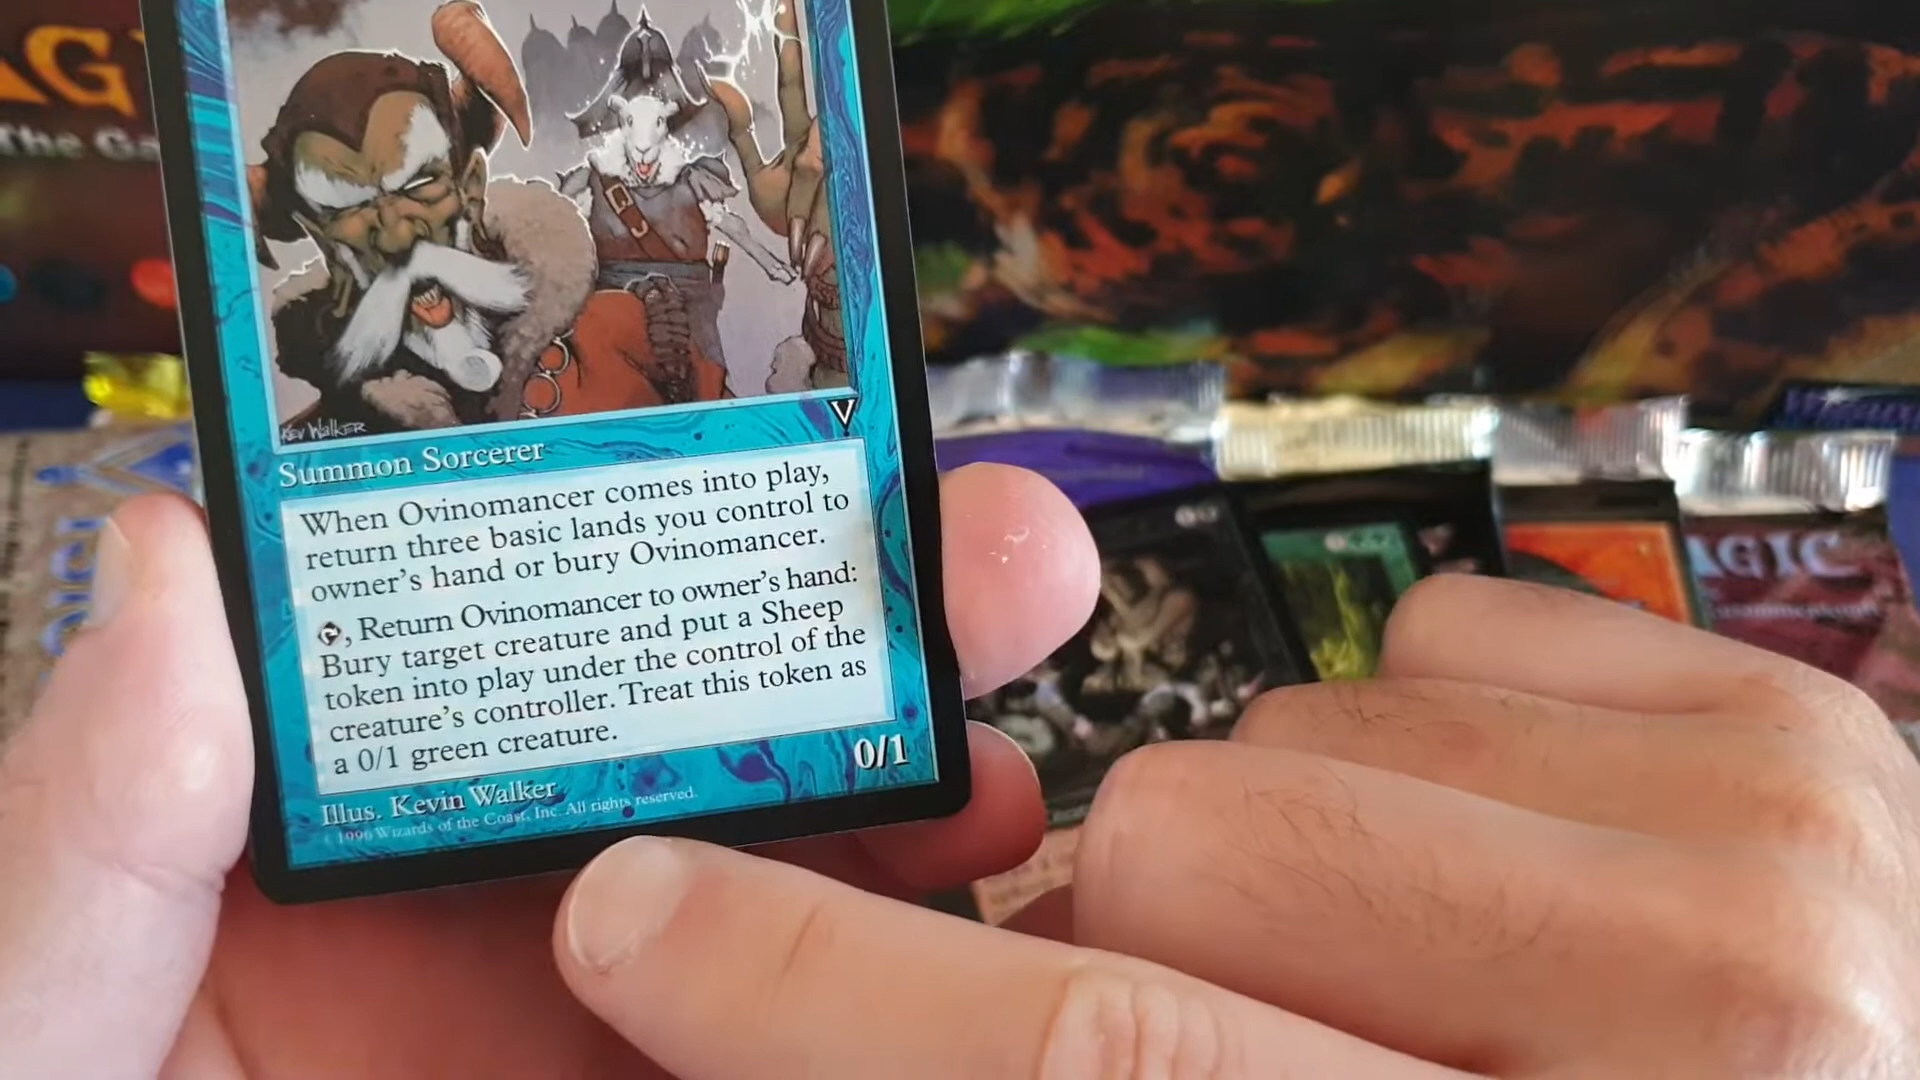 AG
The Ga
Kev Walker
V
Summon Sorcerer
When Ovinomancer comes into play,
return three basic lands you control to
owner's hand or bury Ovinomancer.
, Return Ovinomancer to owner's hand:
Bury target creature and put a Sheep
token into play under the control of the
creature's controller. Treat this token as
a 0/1 green creature.
0/1
Illus. Kevin Walker
1996 Wizards of the Coast, Inc. All rights reserved.
AGIC